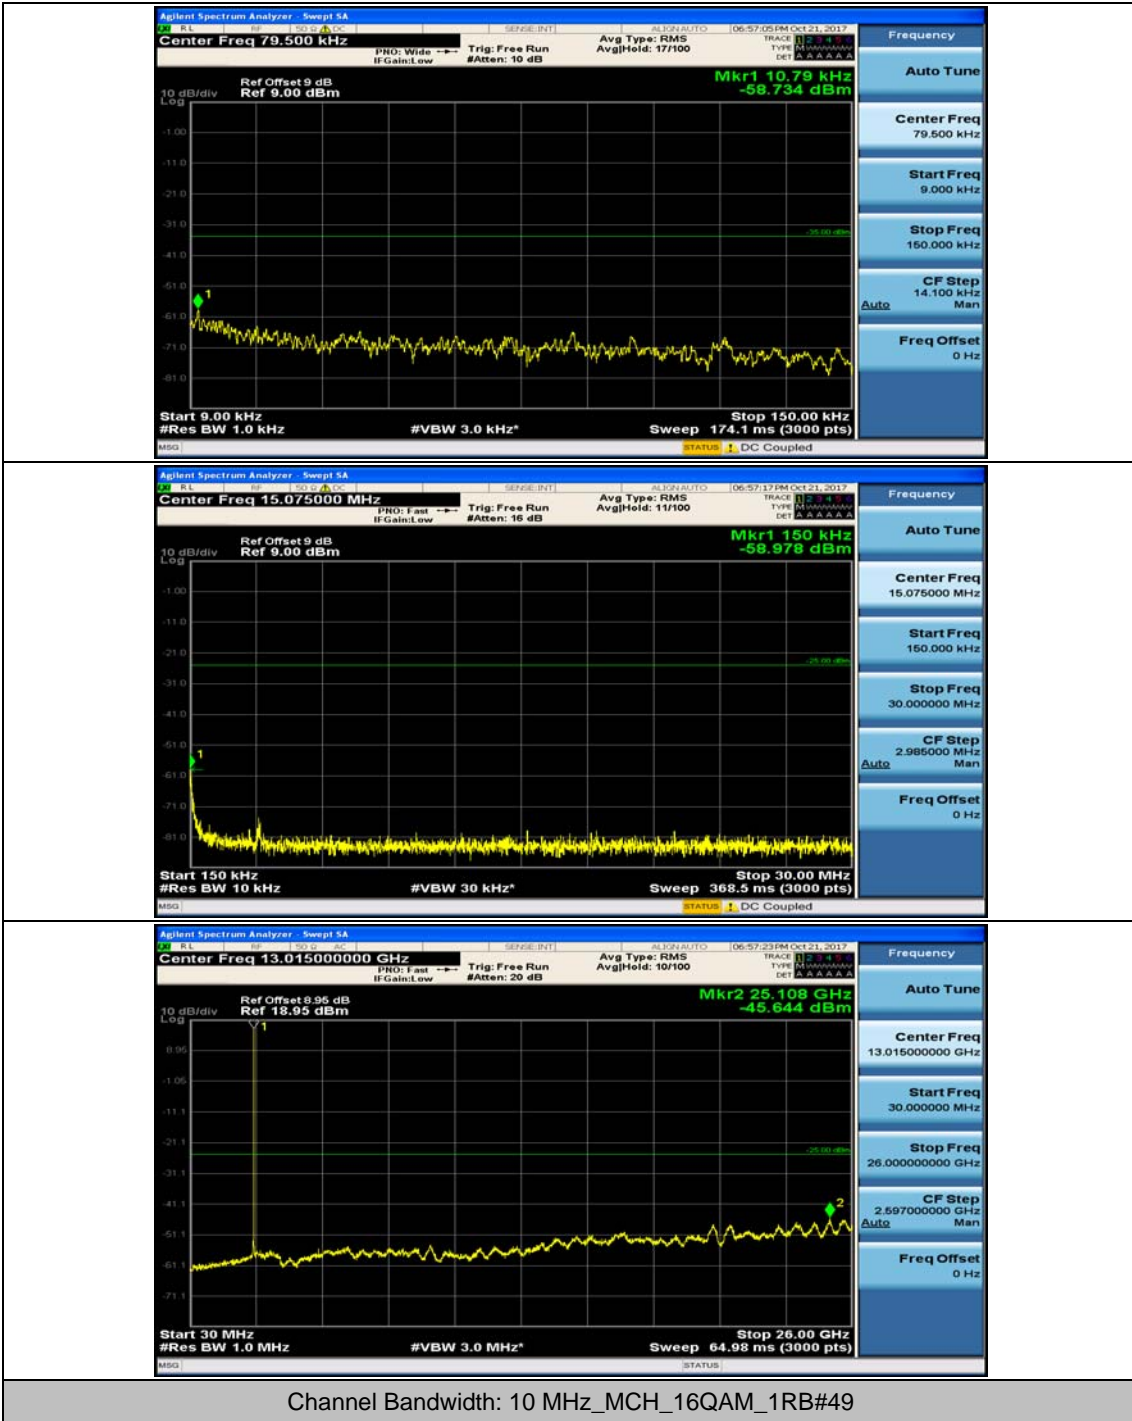 Agilent Spectrum Analyzer - Swept SA
RL RF 50 Ω DC SENSE:INT ALIGN AUTO 06:57:05 PM Oct 21, 2017
Center Freq 79.500 kHz
PNO: Wide Trig: Free Run Avg Type: RMS TRACE 1 2 3 4 5 6
IFGain:Low #Atten: 10 dB Avg|Hold: 17/100 TYPE M
DET A A A A A A
Ref Offset 9 dB
10 dB/div Ref 9.00 dBm
Log
Mkr1 10.79 kHz
-58.734 dBm
-1.00
-11.0
-21.0
-31.0
-35.00 dBm
-41.0
-51.0
1
-61.0
-71.0
-81.0
Start 9.00 kHz Stop 150.00 kHz
#Res BW 1.0 kHz #VBW 3.0 kHz* Sweep 174.1 ms (3000 pts)
MSG STATUS DC Coupled
Frequency
Auto Tune
Center Freq
79.500 kHz
Start Freq
9.000 kHz
Stop Freq
150.000 kHz
CF Step
14.100 kHz
Auto Man
Freq Offset
0 Hz
Agilent Spectrum Analyzer - Swept SA
RL RF 50 Ω DC SENSE:INT ALIGN AUTO 06:57:17 PM Oct 21, 2017
Center Freq 15.075000 MHz
PNO: Fast Trig: Free Run Avg Type: RMS TRACE 1 2 3 4 5 6
IFGain:Low #Atten: 16 dB Avg|Hold: 11/100 TYPE M
DET A A A A A A
Ref Offset 9 dB
10 dB/div Ref 9.00 dBm
Log
Mkr1 150 kHz
-58.978 dBm
-1.00
-11.0
-21.0
-25.00 dBm
-31.0
-41.0
-51.0
1
-61.0
-71.0
-81.0
Start 150 kHz Stop 30.00 MHz
#Res BW 10 kHz #VBW 30 kHz* Sweep 368.5 ms (3000 pts)
MSG STATUS DC Coupled
Frequency
Auto Tune
Center Freq
15.075000 MHz
Start Freq
150.000 kHz
Stop Freq
30.000000 MHz
CF Step
2.985000 MHz
Auto Man
Freq Offset
0 Hz
Agilent Spectrum Analyzer - Swept SA
RL RF 50 Ω AC SENSE:INT ALIGN AUTO 06:57:23 PM Oct 21, 2017
Center Freq 13.015000000 GHz
PNO: Fast Trig: Free Run Avg Type: RMS TRACE 1 2 3 4 5 6
IFGain:Low #Atten: 20 dB Avg|Hold: 10/100 TYPE M
DET A A A A A A
Ref Offset 8.95 dB
10 dB/div Ref 18.95 dBm
Log
Mkr2 25.108 GHz
-45.644 dBm
1
8.95
-1.05
-11.1
-21.1
-25.00 dBm
-31.1
-41.1
2
-51.1
-61.1
-71.1
Start 30 MHz Stop 26.00 GHz
#Res BW 1.0 MHz #VBW 3.0 MHz* Sweep 64.98 ms (3000 pts)
MSG STATUS
Frequency
Auto Tune
Center Freq
13.015000000 GHz
Start Freq
30.000000 MHz
Stop Freq
26.000000000 GHz
CF Step
2.597000000 GHz
Auto Man
Freq Offset
0 Hz
Channel Bandwidth: 10 MHz_MCH_16QAM_1RB#49